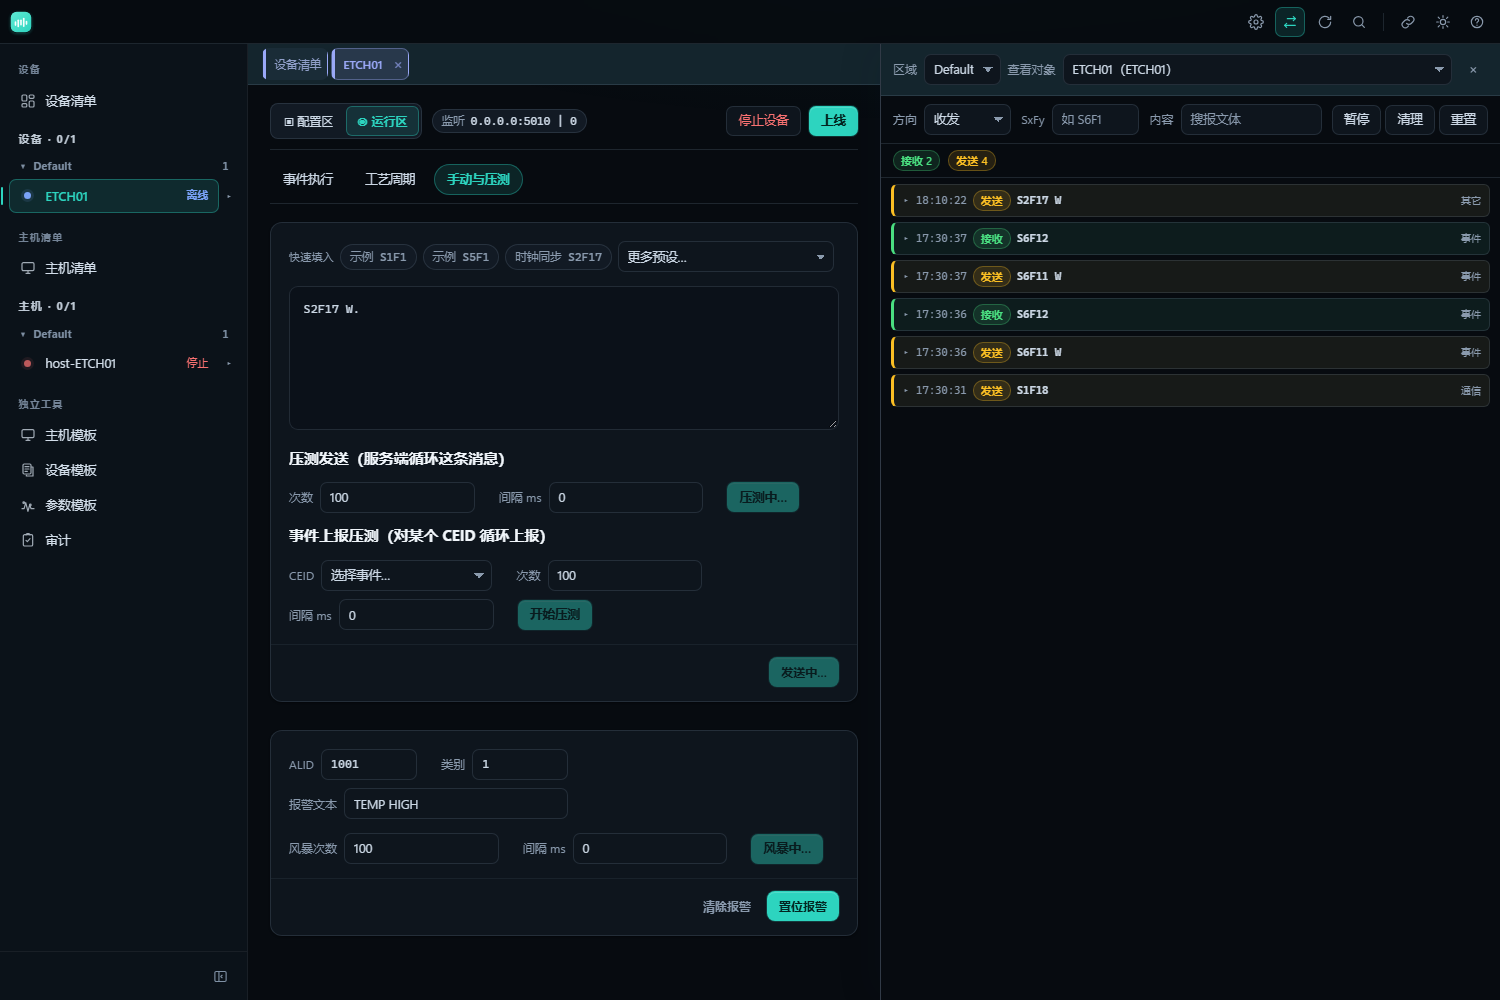 设备
设备清单
设备 · 0/1
Default 1
ETCH01 离线
主机清单
主机清单
主机 · 0/1
Default 1
host-ETCH01 停止
独立工具
主机模板
设备模板
参数模板
审计
设备清单 ETCH01 ×
配置区 运行区 监听 0.0.0.0:5010 | 0 停止设备 上线
事件执行 工艺周期 手动与压测
快速填入 示例 S1F1 示例 S5F1 时钟同步 S2F17 更多预设...
S2F17 W.
压测发送（服务端循环这条消息）
次数 100 间隔 ms 0 压测中...
事件上报压测（对某个 CEID 循环上报）
CEID 选择事件... 次数 100
间隔 ms 0 开始压测
发送中...
ALID 1001 类别 1
报警文本 TEMP HIGH
风暴次数 100 间隔 ms 0 风暴中...
清除报警 置位报警
区域 Default 查看对象 ETCH01（ETCH01） ×
方向 收发 SxFy 如 S6F1 内容 搜报文体 暂停 清理 重置
接收 2 发送 4
18:10:22 发送 S2F17 W 其它
17:30:37 接收 S6F12 事件
17:30:37 发送 S6F11 W 事件
17:30:36 接收 S6F12 事件
17:30:36 发送 S6F11 W 事件
17:30:31 发送 S1F18 通信